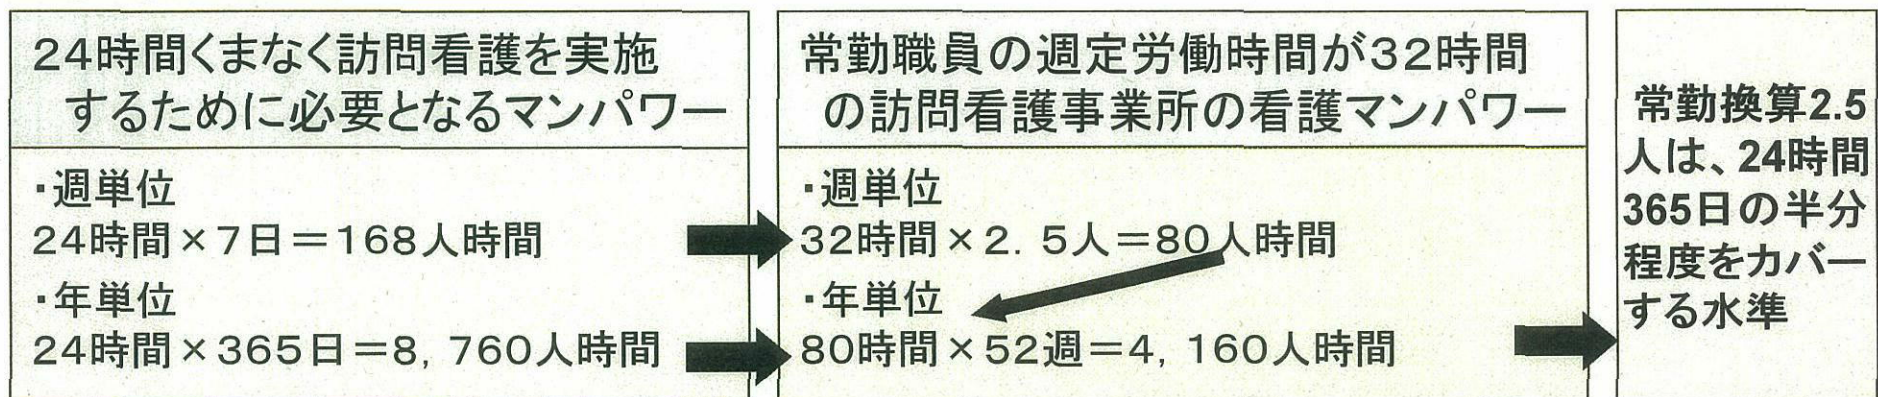 24時間くまなく訪問看護を実施
するために必要となるマンパワー
・週単位
24時間×7日＝168人時間
・年単位
24時間×365日＝8, 760人時間
常勤職員の週定労働時間が32時間
の訪問看護事業所の看護マンパワー
・週単位
32時間×2. 5人＝80人時間
・年単位
80時間×52週＝4, 160人時間
常勤換算2.5
人は、24時間
365日の半分
程度をカバー
する水準